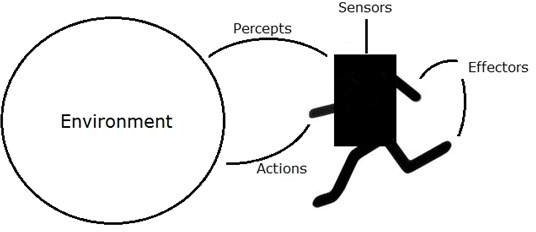 Sensors
Percepts
Effectors
Environment
Actions